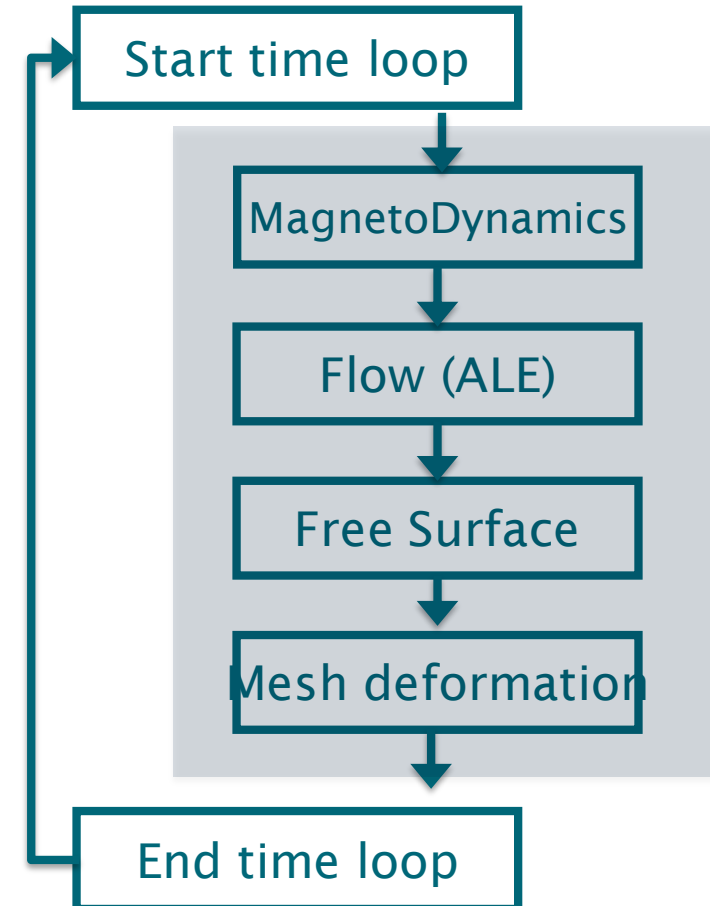 Start time loop
MagnetoDynamics
Flow (ALE)
Free Surface
Mesh deformation
End time loop